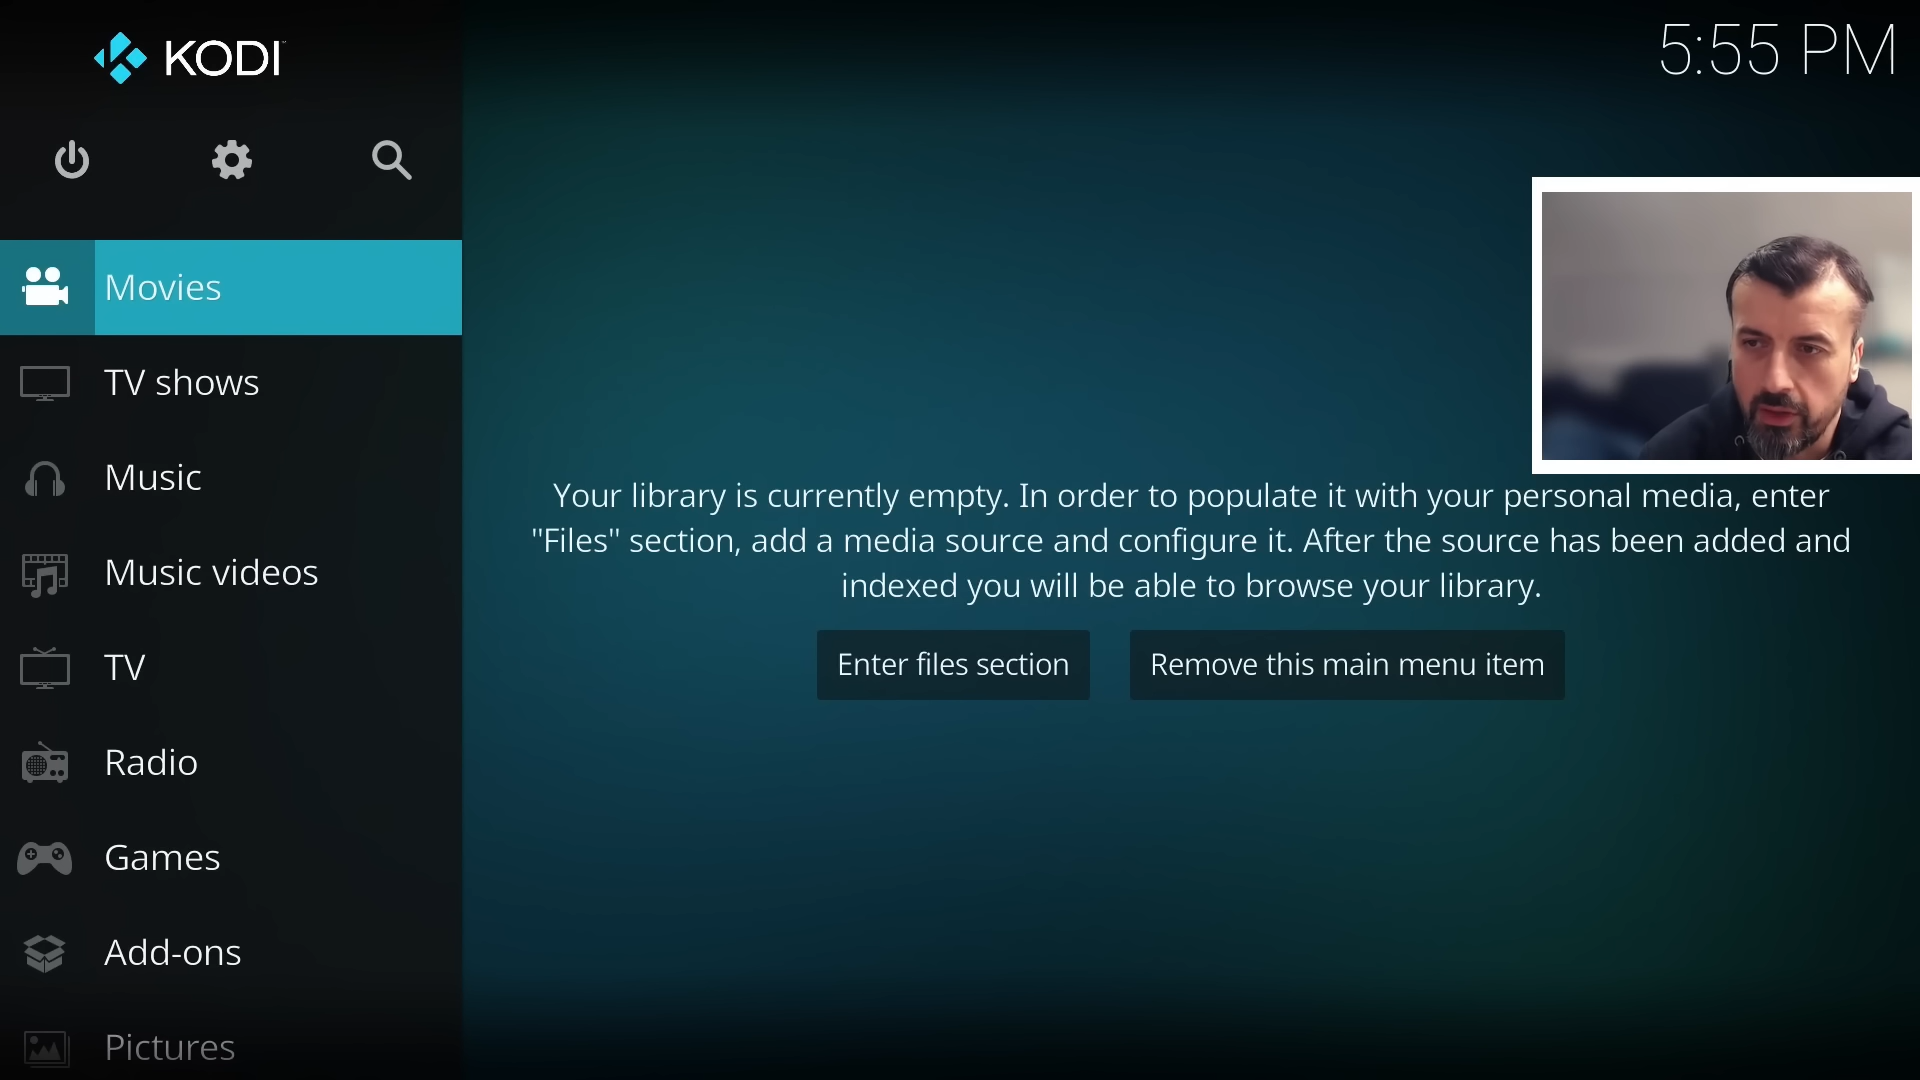 KODI
5:55 PM
Movies
TV shows
Music
Music videos
TV
Radio
Games
Add-ons
Pictures
Your library is currently empty. In order to populate it with your personal media, enter
"Files" section, add a media source and configure it. After the source has been added and
indexed you will be able to browse your library.
Enter files section
Remove this main menu item